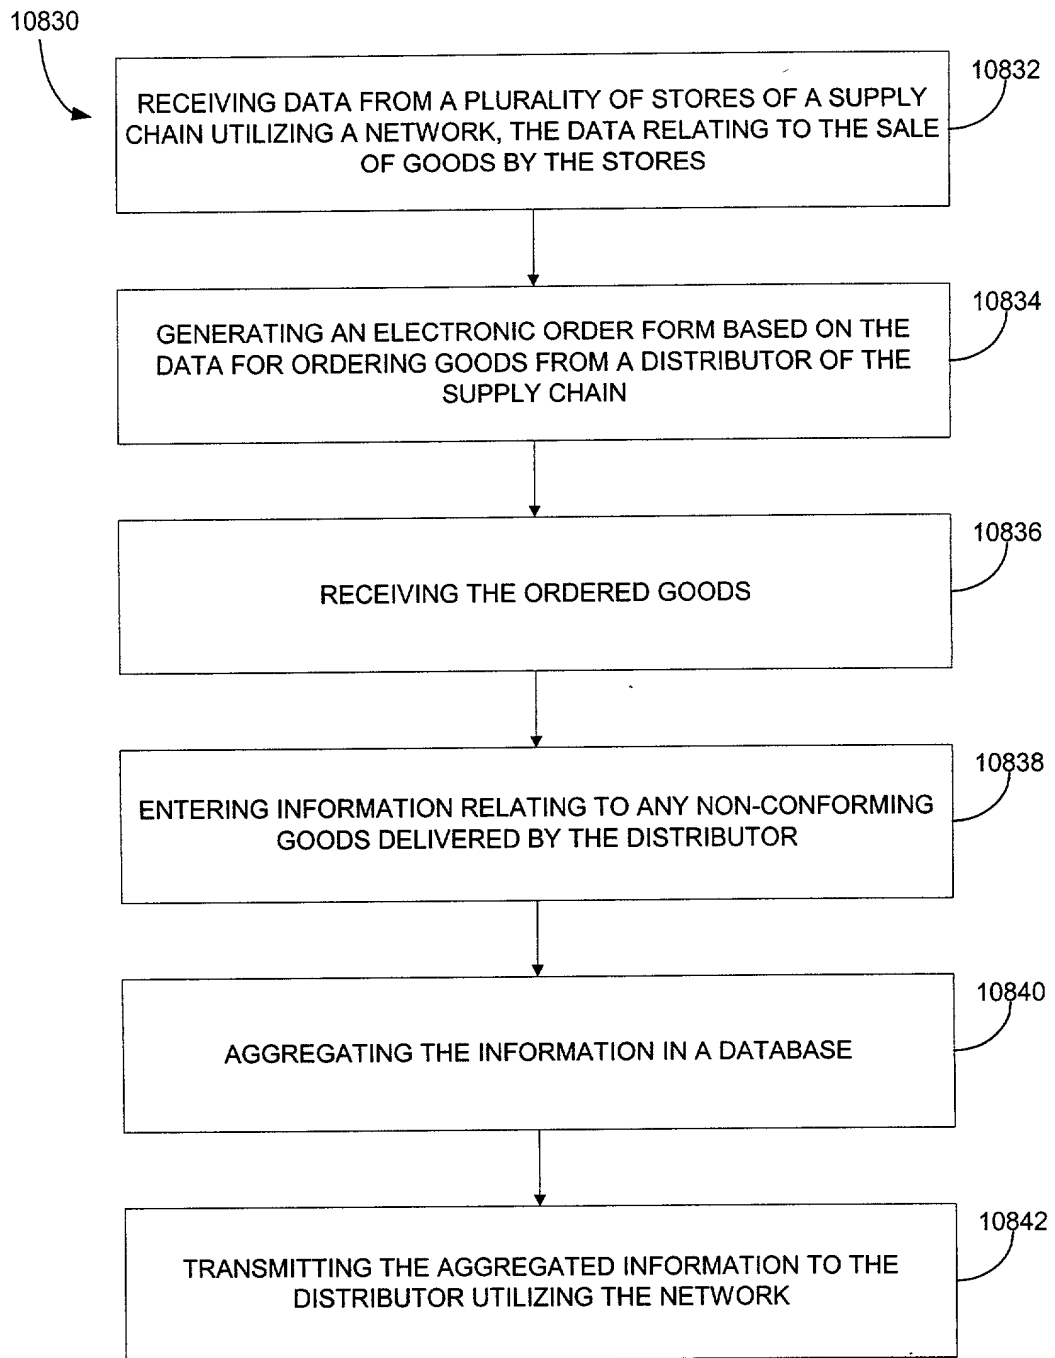 10830
10832
RECEIVING DATA FROM A PLURALITY OF STORES OF A SUPPLY
CHAIN UTILIZING A NETWORK, THE DATA RELATING TO THE SALE
OF GOODS BY THE STORES
10834
GENERATING AN ELECTRONIC ORDER FORM BASED ON THE
DATA FOR ORDERING GOODS FROM A DISTRIBUTOR OF THE
SUPPLY CHAIN
10836
RECEIVING THE ORDERED GOODS
10838
ENTERING INFORMATION RELATING TO ANY NON-CONFORMING
GOODS DELIVERED BY THE DISTRIBUTOR
10840
AGGREGATING THE INFORMATION IN A DATABASE
10842
TRANSMITTING THE AGGREGATED INFORMATION TO THE
DISTRIBUTOR UTILIZING THE NETWORK